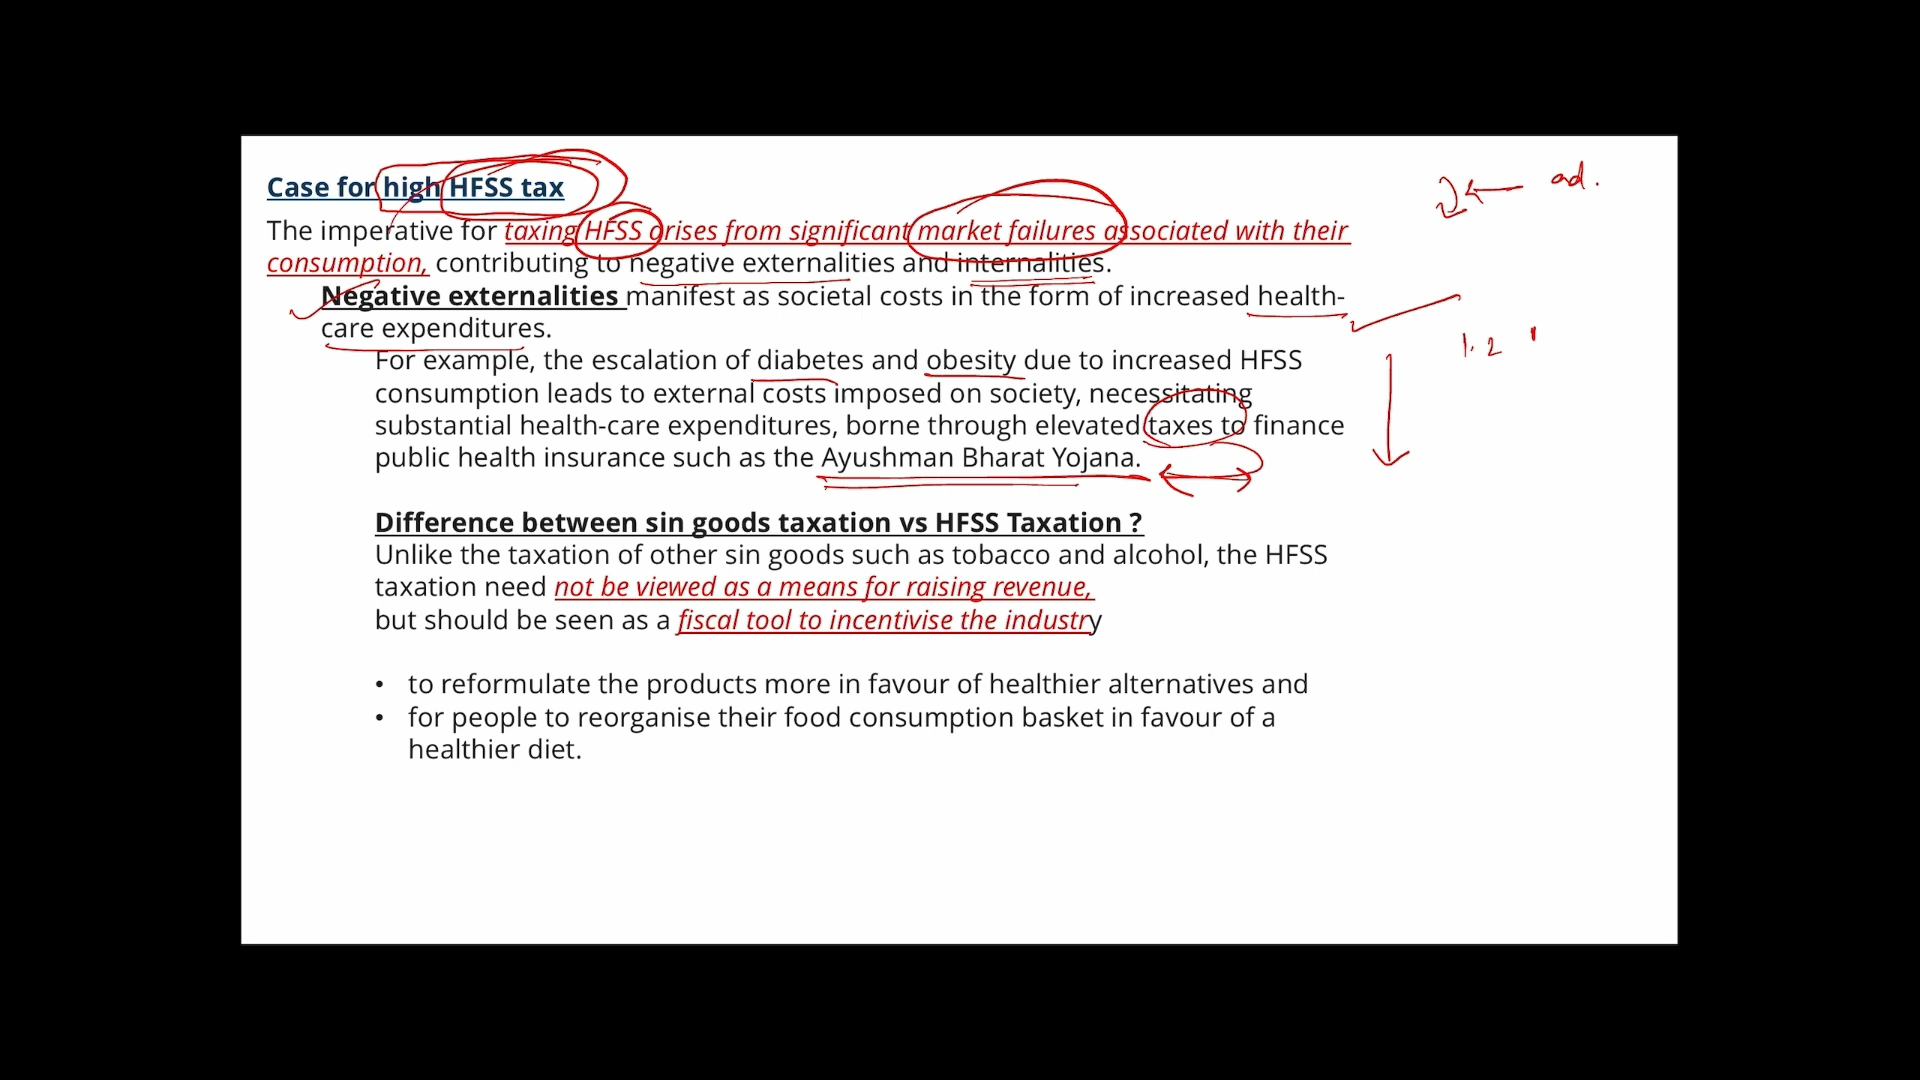 Case for high HFSS tax
ad.
The imperative for taxing HFSS arises from significant market failures associated with their
consumption, contributing to negative externalities and internalities.
Negative externalities manifest as societal costs in the form of increased health-
care expenditures.
For example, the escalation of diabetes and obesity due to increased HFSS
consumption leads to external costs imposed on society, necessitating
substantial health-care expenditures, borne through elevated taxes to finance
public health insurance such as the Ayushman Bharat Yojana.
Difference between sin goods taxation vs HFSS Taxation ?
Unlike the taxation of other sin goods such as tobacco and alcohol, the HFSS
taxation need not be viewed as a means for raising revenue,
but should be seen as a fiscal tool to incentivise the industry
• to reformulate the products more in favour of healthier alternatives and
• for people to reorganise their food consumption basket in favour of a
healthier diet.